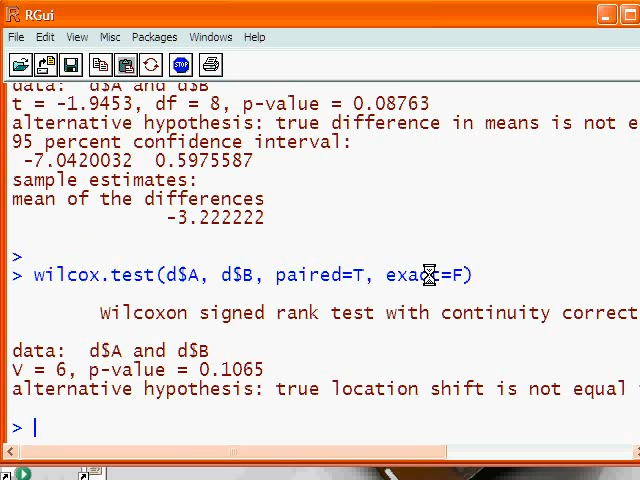 RGui
File Edit View Misc Packages Windows Help
STOP
data: d$A and d$B
t = -1.9453, df = 8, p-value = 0.08763
alternative hypothesis: true difference in means is not e
95 percent confidence interval:
-7.0420032 0.5975587
sample estimates:
mean of the differences
-3.222222
>
> wilcox.test(d$A, d$B, paired=T, exact=F)
Wilcoxon signed rank test with continuity correct
data: d$A and d$B
V = 6, p-value = 0.1065
alternative hypothesis: true location shift is not equal
>